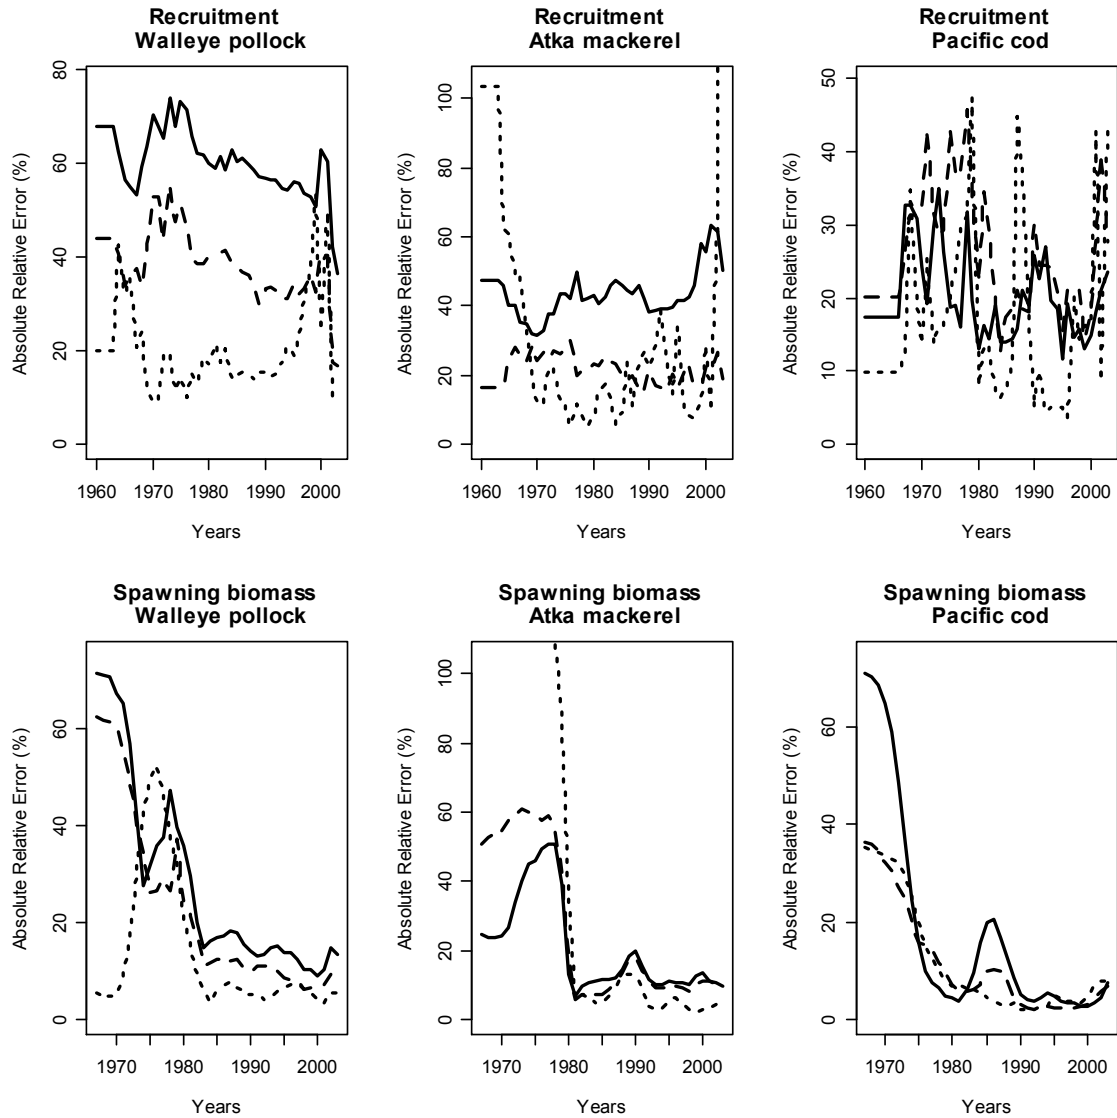 Recruitment
Walleye pollock
Absolute Relative Error (%)
80
60
40
20
0
1960 1970 1980 1990 2000
Years
Recruitment
Atka mackerel
Absolute Relative Error (%)
100
80
60
40
20
0
1960 1970 1980 1990 2000
Years
Recruitment
Pacific cod
Absolute Relative Error (%)
50
40
30
20
10
0
1960 1970 1980 1990 2000
Years
Spawning biomass
Walleye pollock
Absolute Relative Error (%)
60
40
20
0
1970 1980 1990 2000
Years
Spawning biomass
Atka mackerel
Absolute Relative Error (%)
100
80
60
40
20
0
1970 1980 1990 2000
Years
Spawning biomass
Pacific cod
Absolute Relative Error (%)
60
40
20
0
1970 1980 1990 2000
Years